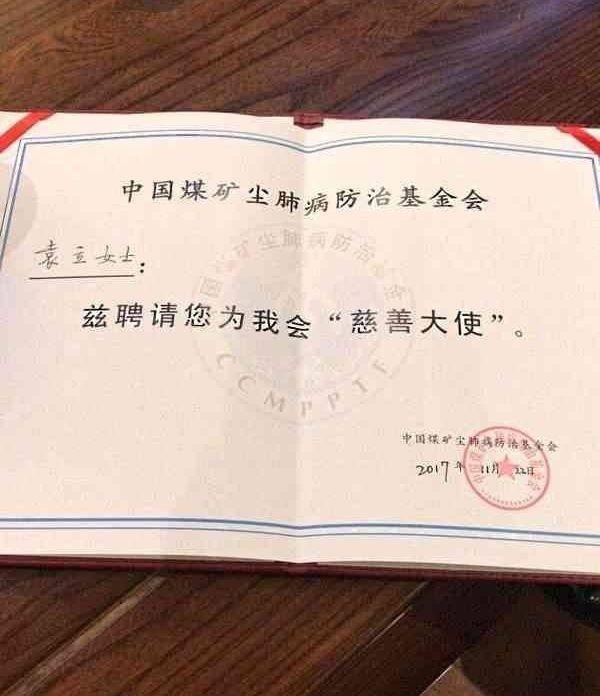 中国煤矿尘肺病防治基金会
袁立女士：
兹聘请您为我会“慈善大使”。
中国煤矿尘肺病防治基金会
2017年11月22日
CCMPPTF